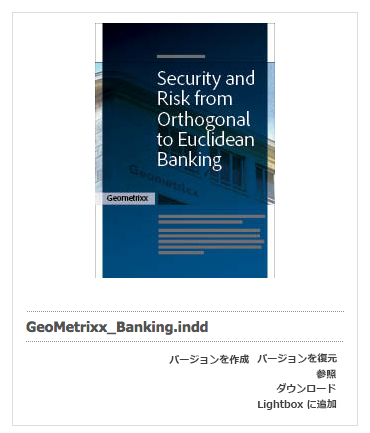 Security and
Risk from
Orthogonal
to Euclidean
Banking
Geometrixx
Geometrixx
GeoMetrixx_Banking.indd
バージョンを作成 バージョンを復元
参照
ダウンロード
Lightbox に追加